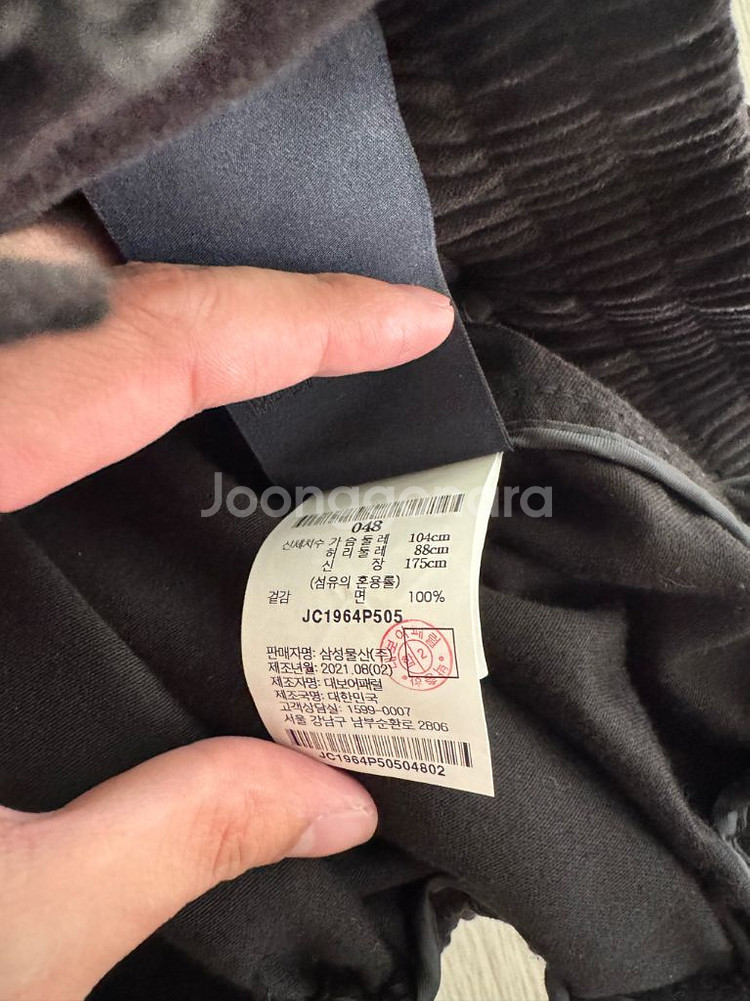 Joonggonara
048
신체치수 가슴둘레 104cm
허리둘레 88cm
신 장 175cm
(섬유의 혼용률)
겉감 면 100%
JC1964P505
판매자명: 삼성물산(주)
제조년월: 2021.08(02)
제조자명: 대보어패럴
제조국명: 대한민국
고객상담실: 1599-0007
서울 강남구 남부순환로 2806
JC1964P50504802